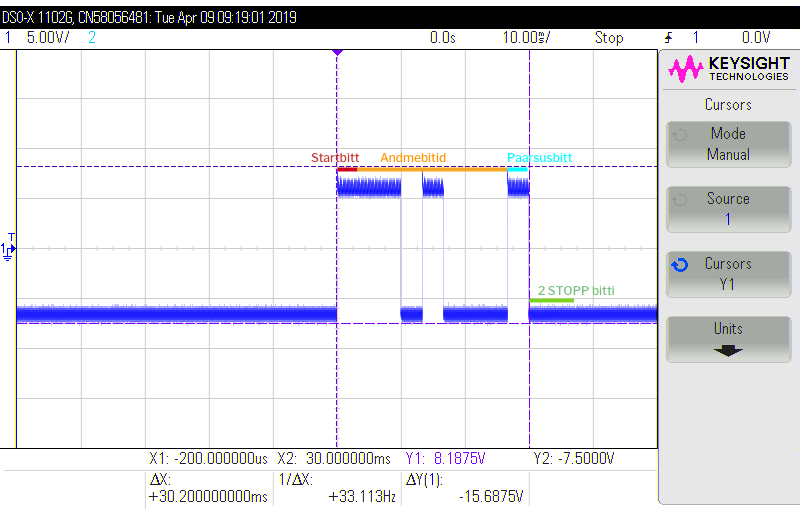 DSO-X 1102G, CN58056481: Tue Apr 09 09:19:01 2019
1 5.00V/ 2 0.0s 10.00ms/ Stop 1 0.0V
KEYSIGHT
TECHNOLOGIES
Cursors
Mode
Manual
Source
1
Cursors
Y1
Units
Startbitt Andmebitid Paarsusbitt
T
1
2 STOPP bitti
X1: -200.000000us X2: 30.000000ms Y1: 8.1875V Y2: -7.5000V
ΔX: 1/ΔX: ΔY(1):
+30.200000000ms +33.113Hz -15.6875V